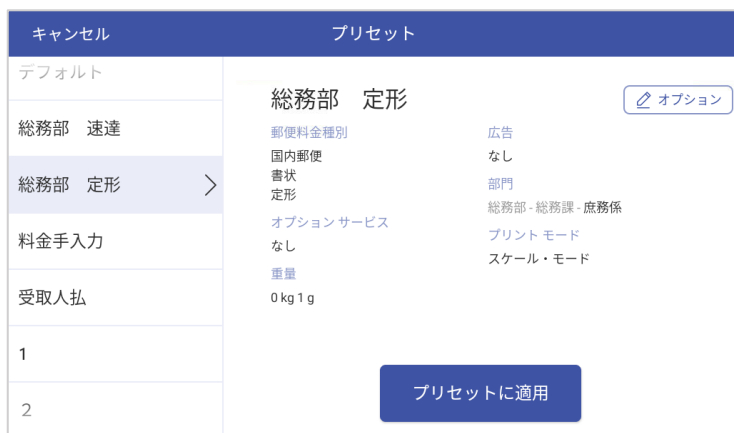 キャンセル
プリセット
デフォルト
総務部　速達
総務部　定形
料金手入力
受取人払
1
2
総務部　定形
オプション
郵便料金種別
国内郵便
書状
定形
オプション サービス
なし
重量
0 kg 1 g
広告
なし
部門
総務部 - 総務課 - 庶務係
プリント モード
スケール・モード
プリセットに適用